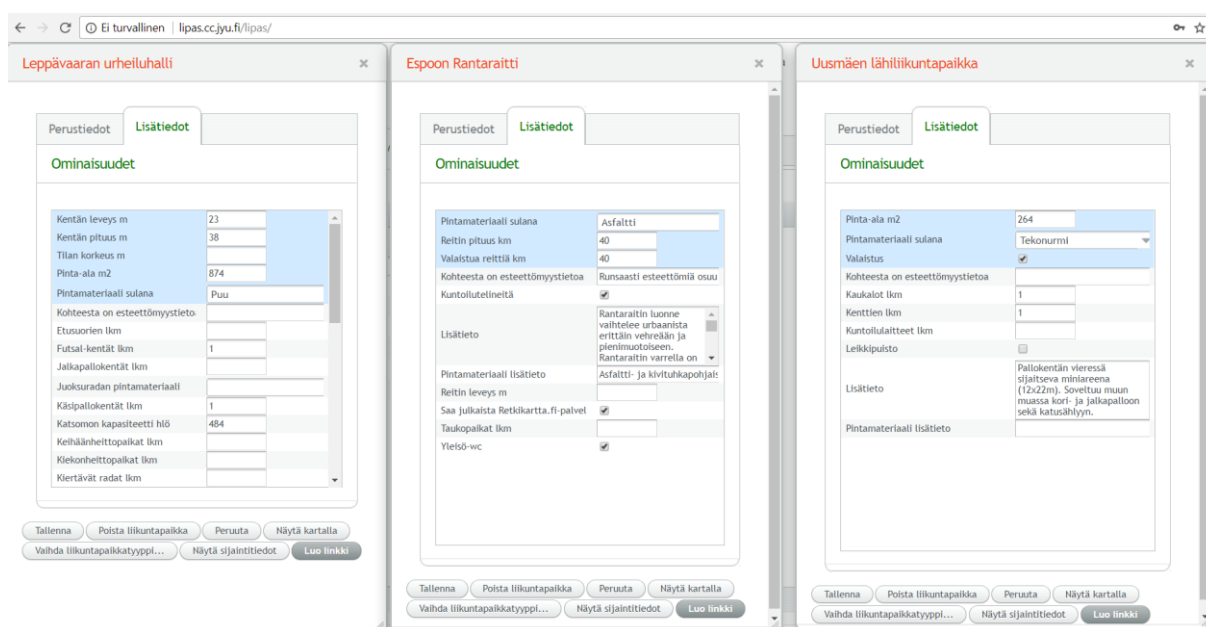 Ei turvallinen | lipas.cc.jyu.fi/lipas/
Leppävaaran urheiluhalli
Perustiedot
Lisätiedot
Ominaisuudet
Kentän leveys m 23
Kentän pituus m 38
Tilan korkeus m
Pinta-ala m2 874
Pintamateriaali sulana Puu
Kohteesta on esteettömyystieto
Etusuorien lkm
Futsal-kentät lkm 1
Jalkapallokentät lkm
Juoksuradan pintamateriaali
Käsipallokentät lkm 1
Katsomon kapasiteetti hlö 484
Keihäänheittopaikat lkm
Kiekonheittopaikat lkm
Kiertävät radat lkm
Tallenna
Poista liikuntapaikka
Peruuta
Näytä kartalla
Vaihda liikuntapaikkatyyppi...
Näytä sijaintitiedot
Luo linkki
Espoon Rantaraitti
Perustiedot
Lisätiedot
Ominaisuudet
Pintamateriaali sulana Asfaltti
Reitin pituus km 40
Valaistua reittiä km 40
Kohteesta on esteettömyystietoa Runsaasti esteettömiä osuu
Kuntoilutelineitä
Lisätieto
Rantaraitin luonne
vaihtelee urbaanista
erittäin vehreään ja
pienimuotoiseen.
Rantaraitin varrella on
Pintamateriaali lisätieto Asfaltti- ja kivituhkapohjais
Reitin leveys m
Saa julkaista Retkikartta.fi-palvel
Taukopaikat lkm
Yleisö-wc
Tallenna
Poista liikuntapaikka
Peruuta
Näytä kartalla
Vaihda liikuntapaikkatyyppi...
Näytä sijaintitiedot
Luo linkki
Uusmäen lähiliikuntapaikka
Perustiedot
Lisätiedot
Ominaisuudet
Pinta-ala m2 264
Pintamateriaali sulana Tekonurmi
Valaistus
Kohteesta on esteettömyystietoa
Kaukalot lkm 1
Kenttien lkm 1
Kuntoilulaitteet lkm
Leikkipuisto
Lisätieto
Pallokentän vieressä
sijaitseva miniareena
(12x22m). Soveltuu muun
muassa kori- ja jalkapalloon
sekä katusählyyn.
Pintamateriaali lisätieto
Tallenna
Poista liikuntapaikka
Peruuta
Näytä kartalla
Vaihda liikuntapaikkatyyppi...
Näytä sijaintitiedot
Luo linkki